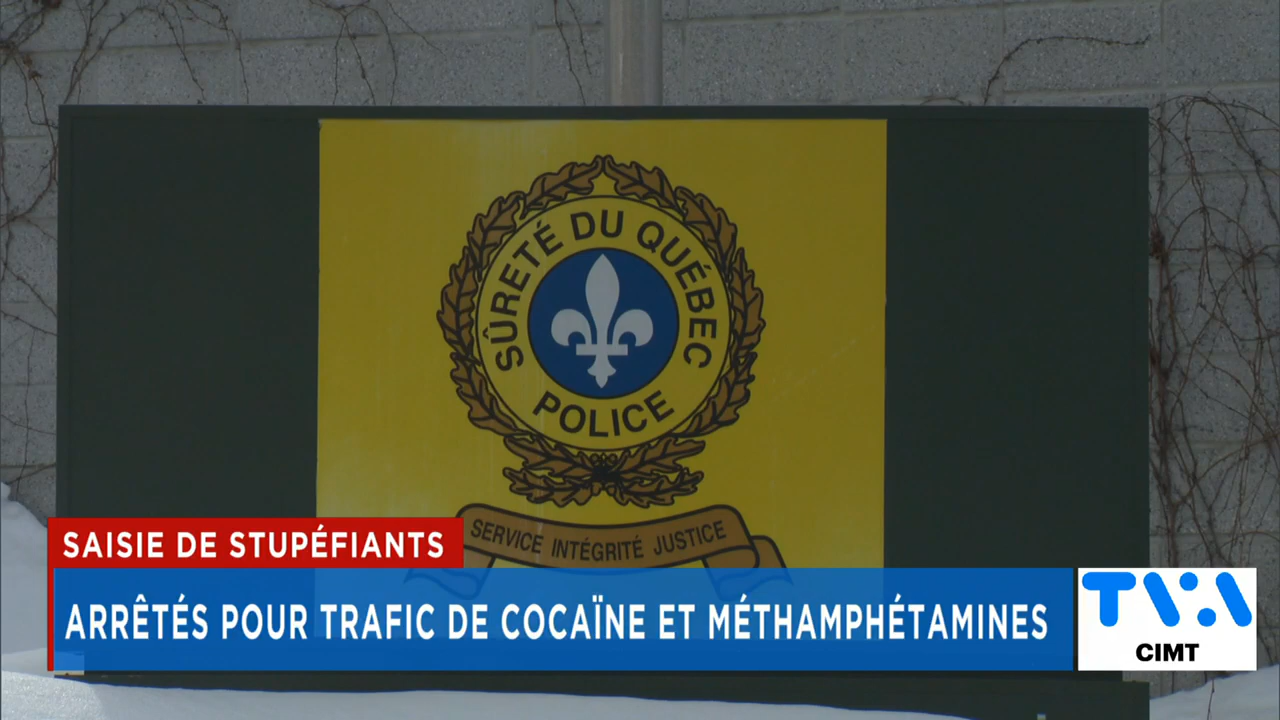 SÛRETÉ DU QUÉBEC
POLICE
SERVICE INTÉGRITÉ JUSTICE
SAISIE DE STUPÉFIANTS
ARRÊTÉS POUR TRAFIC DE COCAÏNE ET MÉTHAMPHÉTAMINES
TVA
CIMT